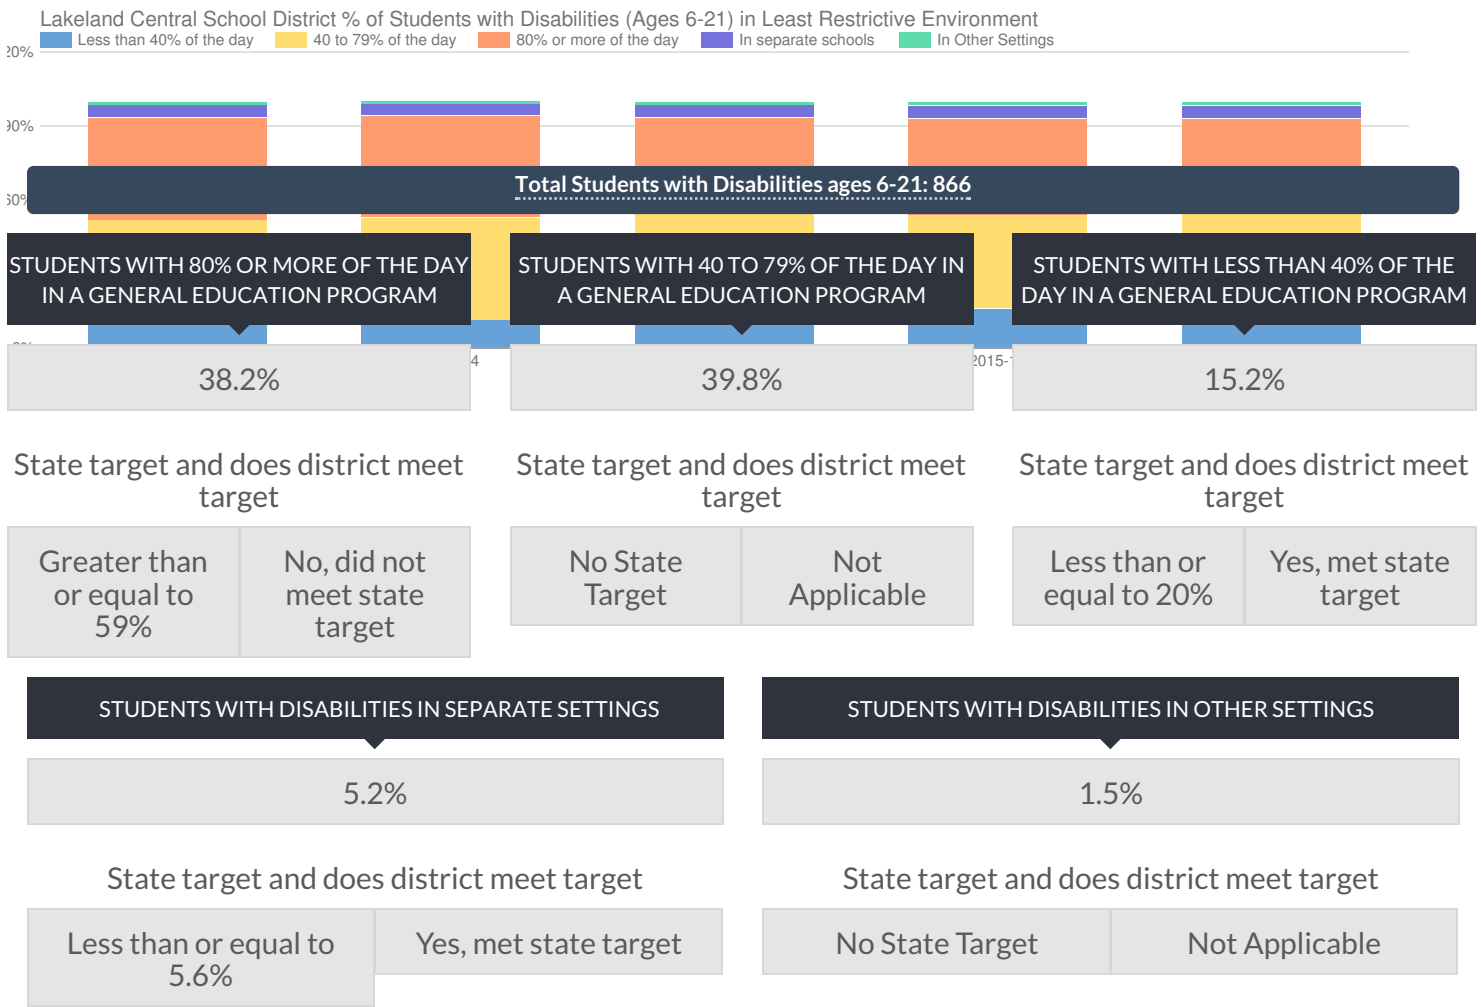 Lakeland Central School District % of Students with Disabilities (Ages 6-21) in Least Restrictive Environment
Less than 40% of the day 40 to 79% of the day 80% or more of the day In separate schools In Other Settings
20%
90%
60%
Total Students with Disabilities ages 6-21: 866
STUDENTS WITH 80% OR MORE OF THE DAY
IN A GENERAL EDUCATION PROGRAM
STUDENTS WITH 40 TO 79% OF THE DAY IN
A GENERAL EDUCATION PROGRAM
STUDENTS WITH LESS THAN 40% OF THE
DAY IN A GENERAL EDUCATION PROGRAM
4
2015-1
38.2%
39.8%
15.2%
State target and does district meet
target
State target and does district meet
target
State target and does district meet
target
Greater than
or equal to
59%
No, did not
meet state
target
No State
Target
Not
Applicable
Less than or
equal to 20%
Yes, met state
target
STUDENTS WITH DISABILITIES IN SEPARATE SETTINGS
STUDENTS WITH DISABILITIES IN OTHER SETTINGS
5.2%
1.5%
State target and does district meet target
State target and does district meet target
Less than or equal to
5.6%
Yes, met state target
No State Target
Not Applicable